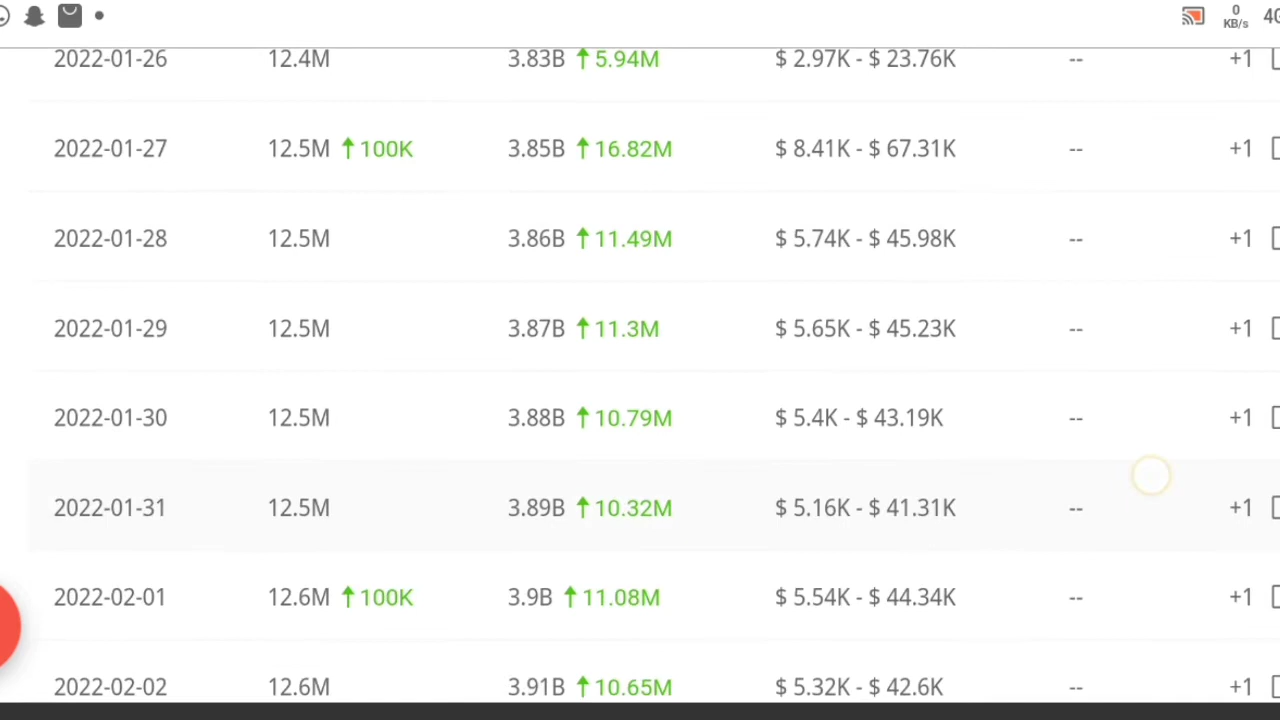 0
KB/s 4G
2022-01-26 12.4M 3.83B ↑5.94M $ 2.97K - $ 23.76K -- +1
2022-01-27 12.5M ↑100K 3.85B ↑16.82M $ 8.41K - $ 67.31K -- +1
2022-01-28 12.5M 3.86B ↑11.49M $ 5.74K - $ 45.98K -- +1
2022-01-29 12.5M 3.87B ↑11.3M $ 5.65K - $ 45.23K -- +1
2022-01-30 12.5M 3.88B ↑10.79M $ 5.4K - $ 43.19K -- +1
2022-01-31 12.5M 3.89B ↑10.32M $ 5.16K - $ 41.31K -- +1
2022-02-01 12.6M ↑100K 3.9B ↑11.08M $ 5.54K - $ 44.34K -- +1
2022-02-02 12.6M 3.91B ↑10.65M $ 5.32K - $ 42.6K -- +1